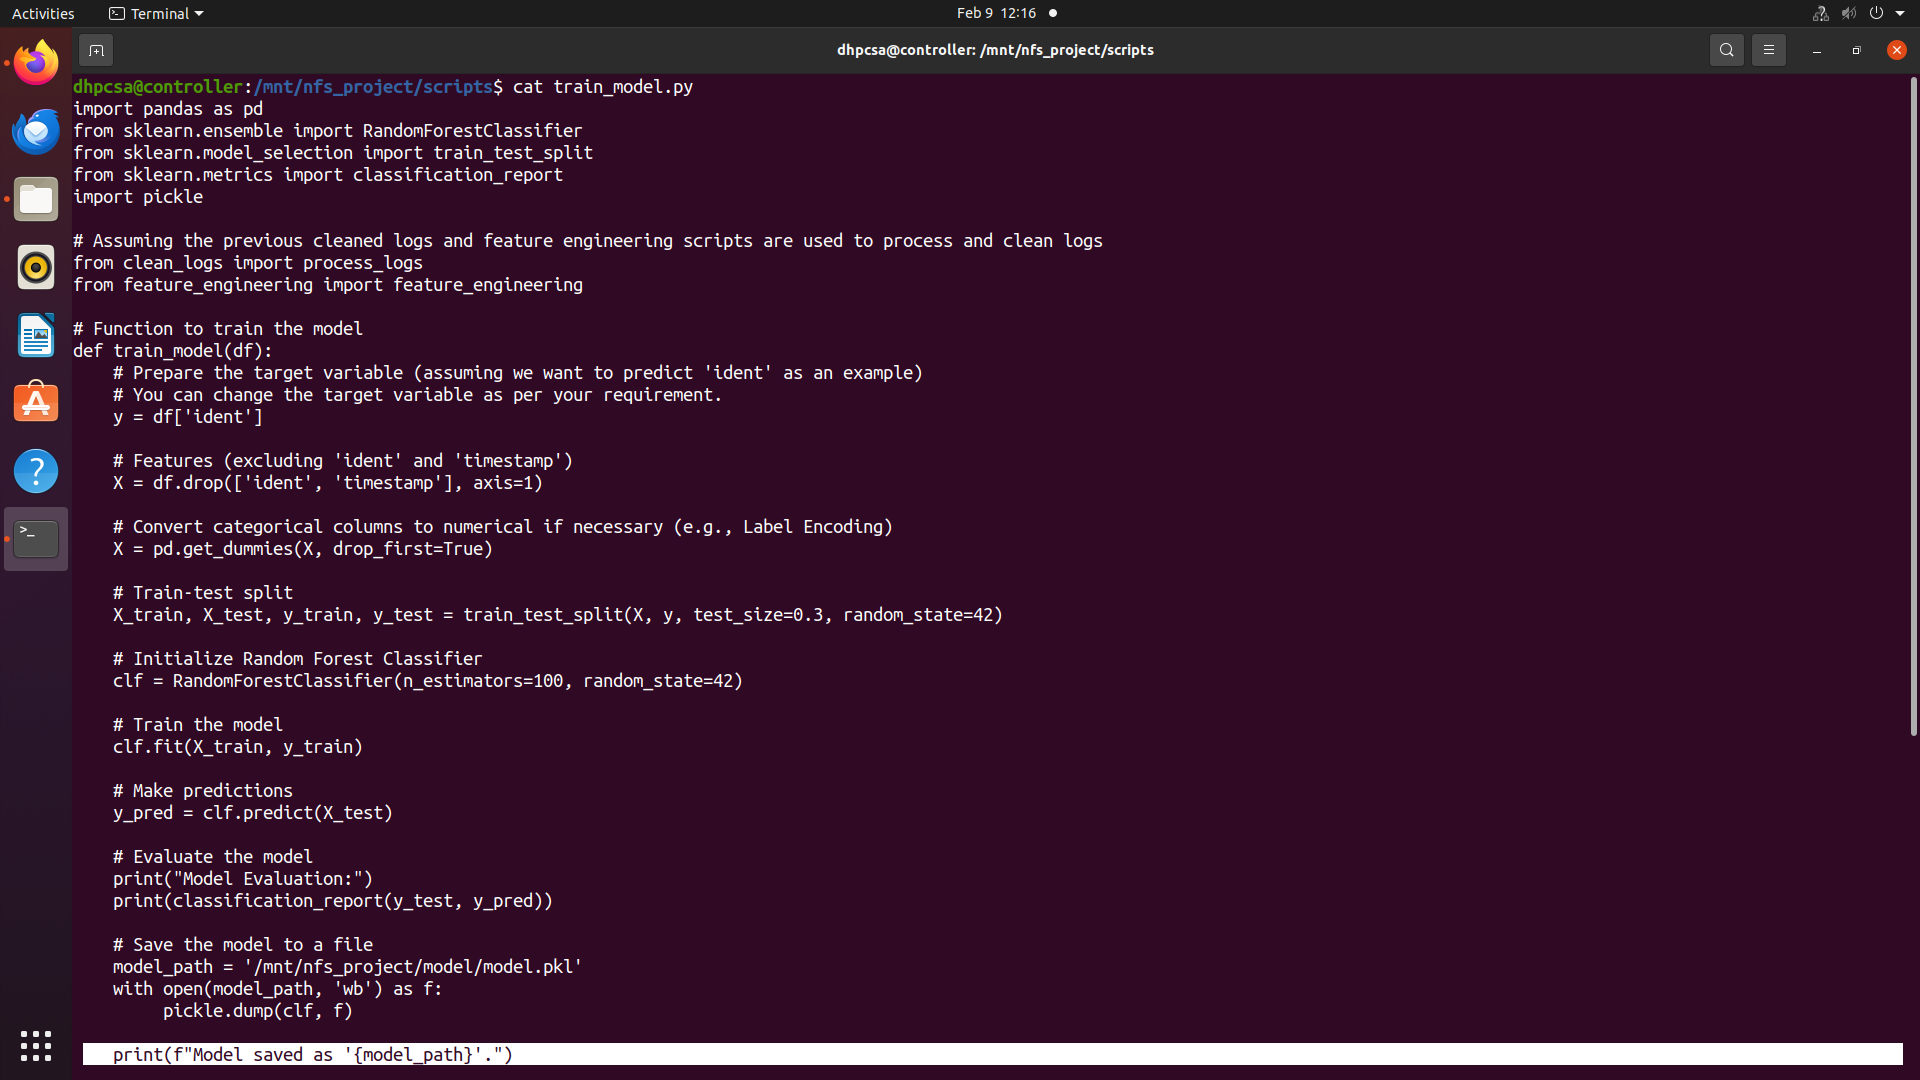 Activities
Terminal
Feb 9 12:16
dhpcsa@controller: /mnt/nfs_project/scripts
dhpcsa@controller:/mnt/nfs_project/scripts$ cat train_model.py
import pandas as pd
from sklearn.ensemble import RandomForestClassifier
from sklearn.model_selection import train_test_split
from sklearn.metrics import classification_report
import pickle

# Assuming the previous cleaned logs and feature engineering scripts are used to process and clean logs
from clean_logs import process_logs
from feature_engineering import feature_engineering

# Function to train the model
def train_model(df):
    # Prepare the target variable (assuming we want to predict 'ident' as an example)
    # You can change the target variable as per your requirement.
    y = df['ident']

    # Features (excluding 'ident' and 'timestamp')
    X = df.drop(['ident', 'timestamp'], axis=1)

    # Convert categorical columns to numerical if necessary (e.g., Label Encoding)
    X = pd.get_dummies(X, drop_first=True)

    # Train-test split
    X_train, X_test, y_train, y_test = train_test_split(X, y, test_size=0.3, random_state=42)

    # Initialize Random Forest Classifier
    clf = RandomForestClassifier(n_estimators=100, random_state=42)

    # Train the model
    clf.fit(X_train, y_train)

    # Make predictions
    y_pred = clf.predict(X_test)

    # Evaluate the model
    print("Model Evaluation:")
    print(classification_report(y_test, y_pred))

    # Save the model to a file
    model_path = '/mnt/nfs_project/model/model.pkl'
    with open(model_path, 'wb') as f:
         pickle.dump(clf, f)

    print(f"Model saved as '{model_path}'.")